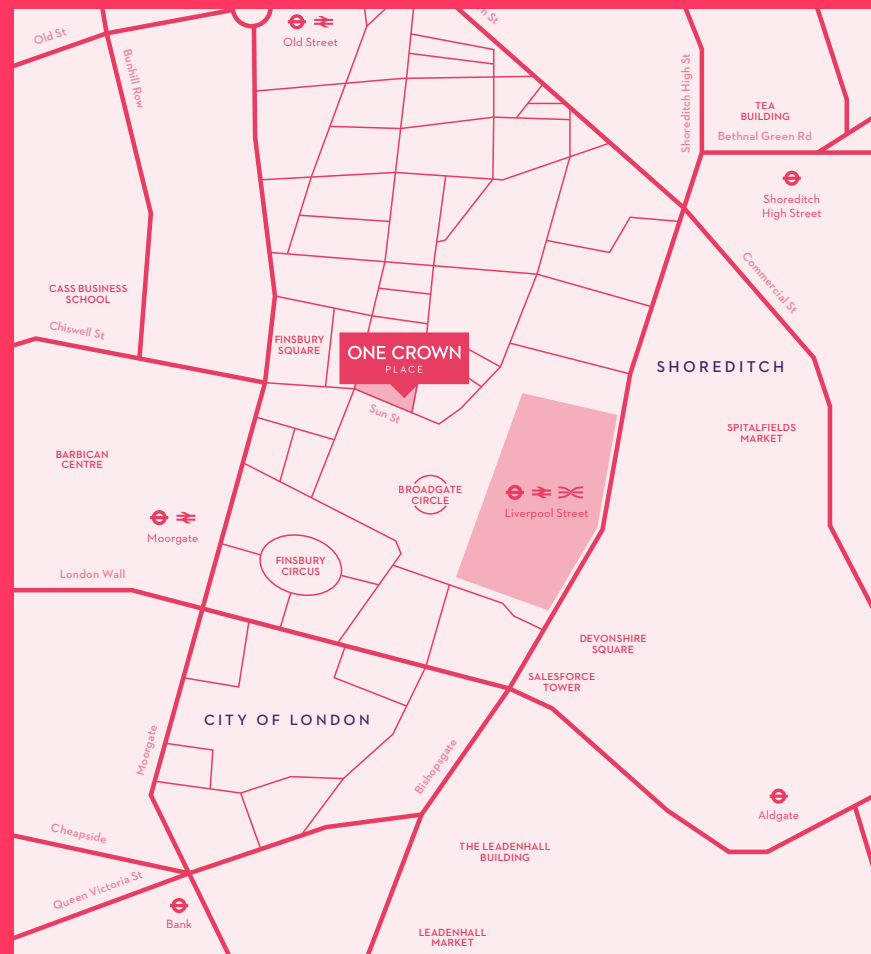 Old St
Old Street
n St
Bunhill Row
Shoreditch High St
TEA
BUILDING
Bethnal Green Rd
Shoreditch
High Street
CASS BUSINESS
SCHOOL
Commercial St
Chiswell St
FINSBURY
SQUARE
ONE CROWN
PLACE
SHOREDITCH
Sun St
SPITALFIELDS
MARKET
BARBICAN
CENTRE
BROADGATE
CIRCLE
Liverpool Street
Moorgate
FINSBURY
CIRCUS
London Wall
DEVONSHIRE
SQUARE
SALESFORCE
TOWER
CITY OF LONDON
Moorgate
Bishopsgate
Aldgate
Cheapside
THE LEADENHALL
BUILDING
Queen Victoria St
Bank
LEADENHALL
MARKET